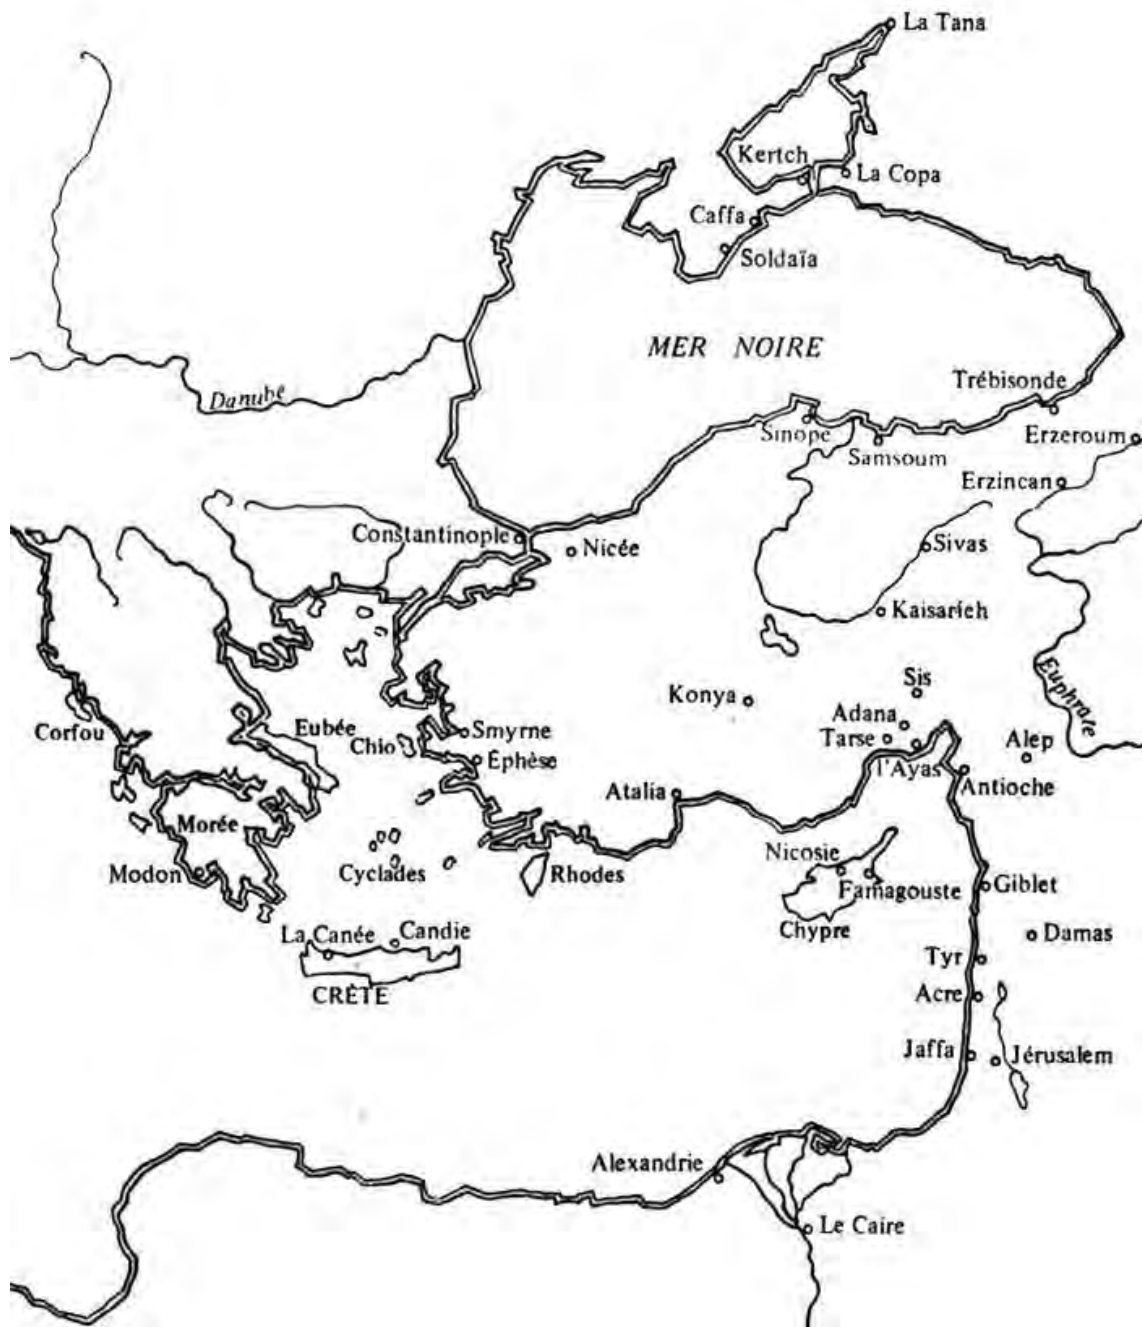 La Tana
Kertch
La Copa
Caffa
Soldaïa
MER NOIRE
Danube
Trébisonde
Sinope
Samsoum
Erzeroum
Erzincan
Constantinople
Nicée
Sivas
Kaisarieh
Euphrate
Sis
Konya
Adana
Tarse
l'Ayas
Alep
Antioche
Corfou
Eubée
Chio
Smyrne
Éphèse
Atalia
Morée
Modon
Cyclades
Rhodes
Nicosie
Famagouste
Chypre
Giblet
La Canée
Candie
CRÈTE
Damas
Tyr
Acre
Jaffa
Jérusalem
Alexandrie
Le Caire